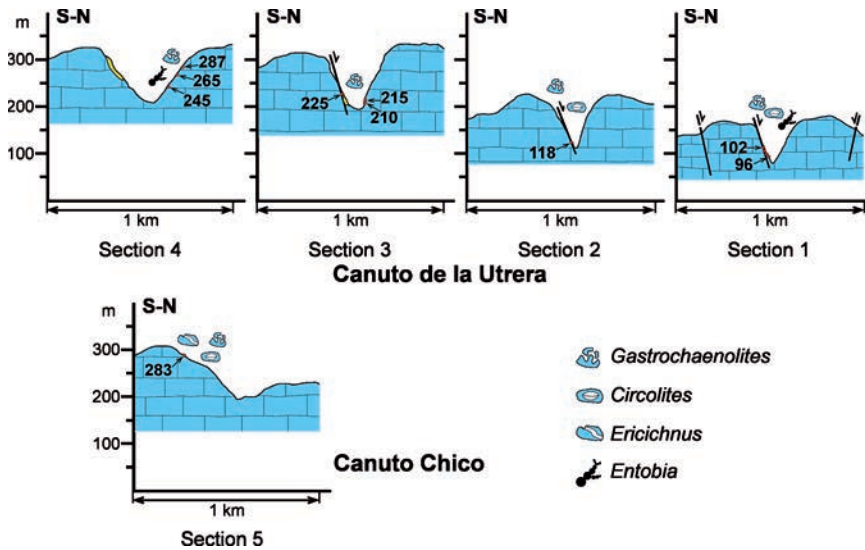 m
S-N
S-N
S-N
S-N
300
200
100
287
265
245
225
215
210
118
102
96
1 km
1 km
1 km
1 km
Section 4
Section 3
Section 2
Section 1
Canuto de la Utrera
m
S-N
300
200
100
283
1 km
Section 5
Canuto Chico
Gastrochaenolites
Circolites
Ericichnus
Entobia